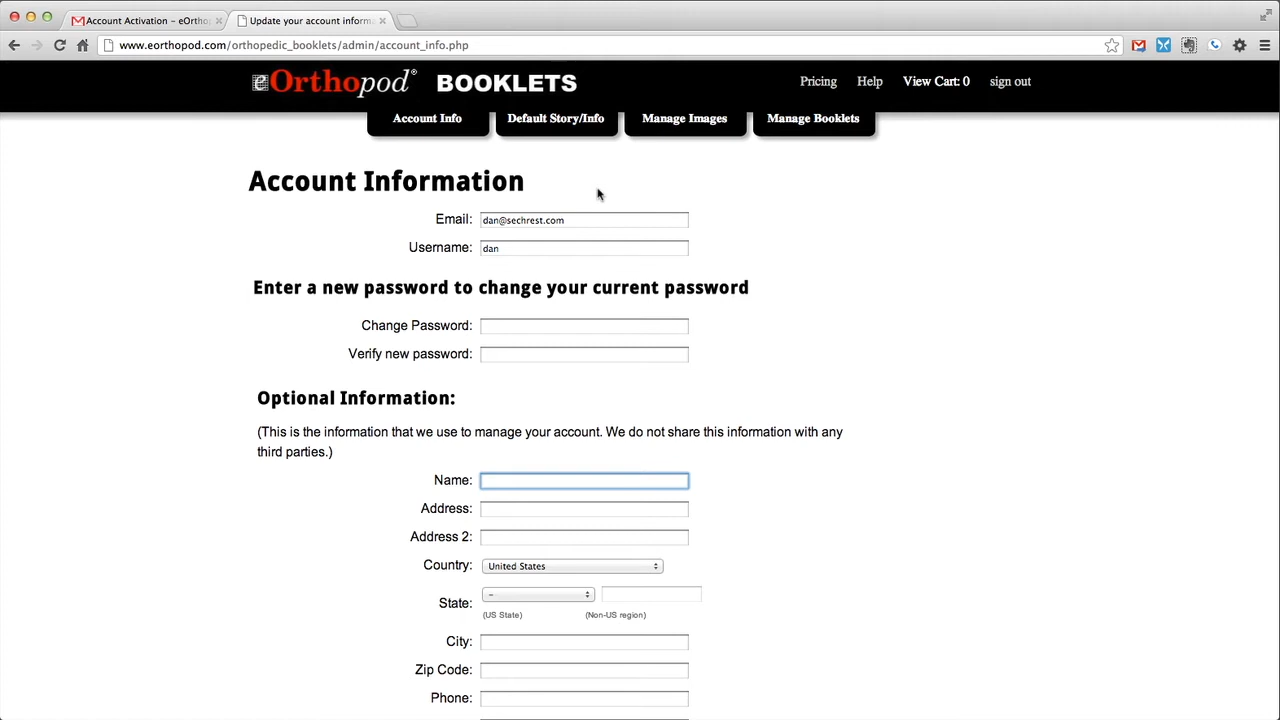 Account Activation – eOrtho
Update your account informa
www.eorthopod.com/orthopedic_booklets/admin/account_info.php
eOrthopod® BOOKLETS
Pricing Help View Cart: 0 sign out
Account Info Default Story/Info Manage Images Manage Booklets
Account Information
Email: dan@sechrest.com
Username: dan
Enter a new password to change your current password
Change Password:
Verify new password:
Optional Information:
(This is the information that we use to manage your account. We do not share this information with any
third parties.)
Name:
Address:
Address 2:
Country: United States
State: –
(US State) (Non-US region)
City:
Zip Code:
Phone: